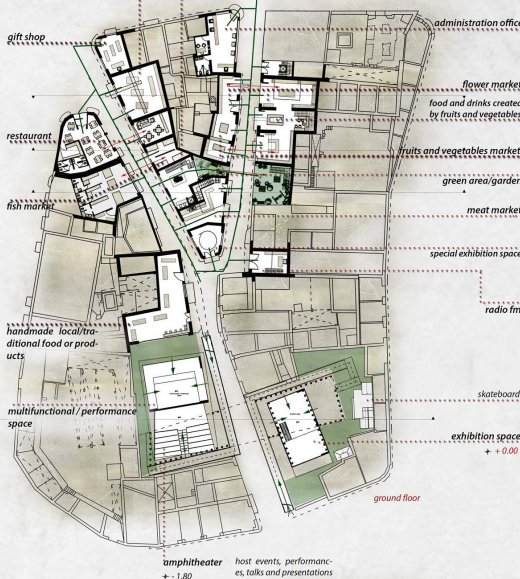 gift shop
administration office
flower market
food and drinks created
by fruits and vegetables
restaurant
fruits and vegetables market
green area/garden
fish market
meat market
special exhibition space
radio fm
handmade local/tra-
ditional food or prod-
ucts
skateboard
multifunctional / performance
space
exhibition space
+ 0.00
ground floor
amphitheater
- 1.80
host events, performanc-
es, talks and presentations